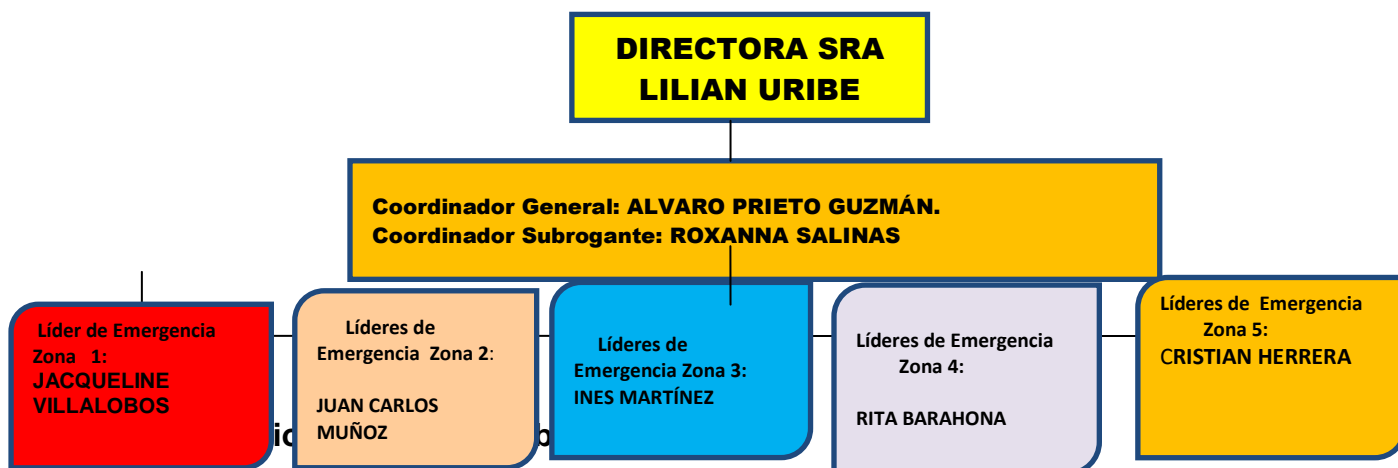 DIRECTORA SRA
LILIAN URIBE
Coordinador General: ALVARO PRIETO GUZMÁN.
Coordinador Subrogante: ROXANNA SALINAS
Líder de Emergencia
Zona 1:
JACQUELINE
VILLALOBOS
Líderes de
Emergencia Zona 2:
JUAN CARLOS
MUÑOZ
Líderes de
Emergencia Zona 3:
INES MARTÍNEZ
Líderes de Emergencia
Zona 4:
RITA BARAHONA
Líderes de Emergencia
Zona 5:
CRISTIAN HERRERA